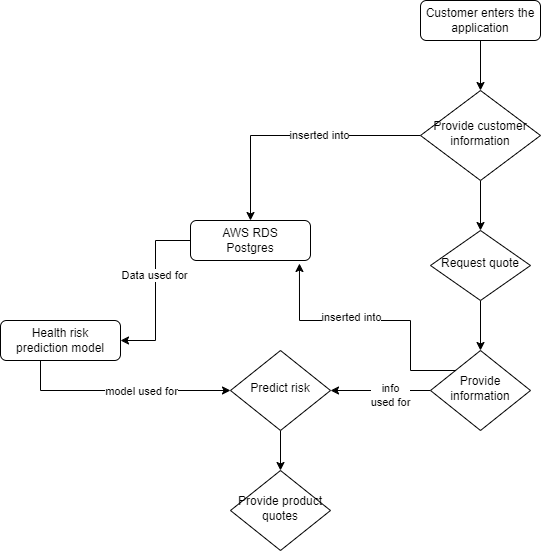 Customer enters the
application
Provide customer
information
inserted into
AWS RDS
Postgres
Request quote
Data used for
inserted into
Health risk
prediction model
Provide
information
Predict risk
info
used for
model used for
Provide product
quotes